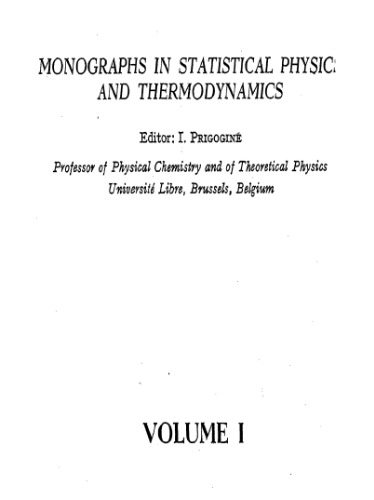 MONOGRAPHS IN STATISTICAL PHYSIC
AND THERMODYNAMICS
Editor: I. PRIGOGINE
Professor of Physical Chemistry and of Theoretical Physics
Université Libre, Brussels, Belgium
VOLUME I